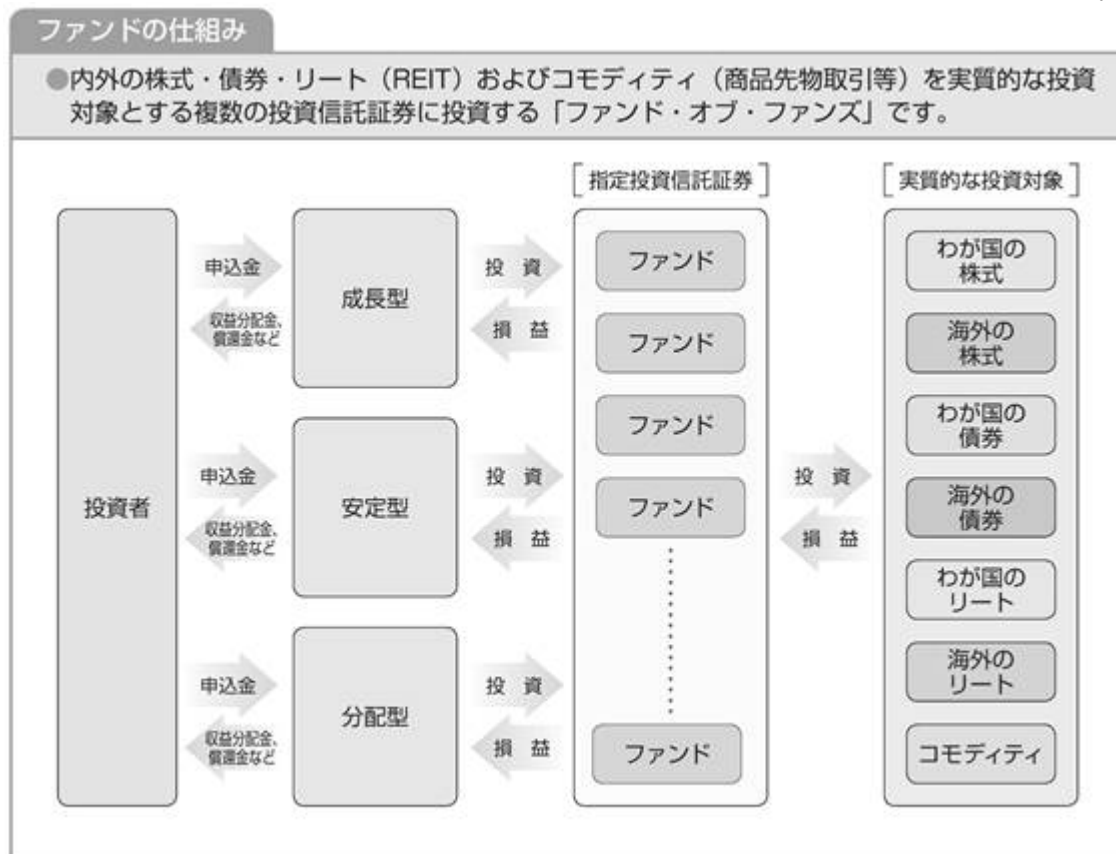 ファンドの仕組み
●内外の株式・債券・リート（REIT）およびコモディティ（商品先物取引等）を実質的な投資
対象とする複数の投資信託証券に投資する「ファンド・オブ・ファンズ」です。
指定投資信託証券
実質的な投資対象
投資者
申込金
収益分配金、
償還金など
成長型
投 資
損 益
申込金
収益分配金、
償還金など
安定型
投 資
損 益
申込金
収益分配金、
償還金など
分配型
投 資
損 益
ファンド
ファンド
ファンド
ファンド
ファンド
投 資
損 益
わが国の
株式
海外の
株式
わが国の
債券
海外の
債券
わが国の
リート
海外の
リート
コモディティ